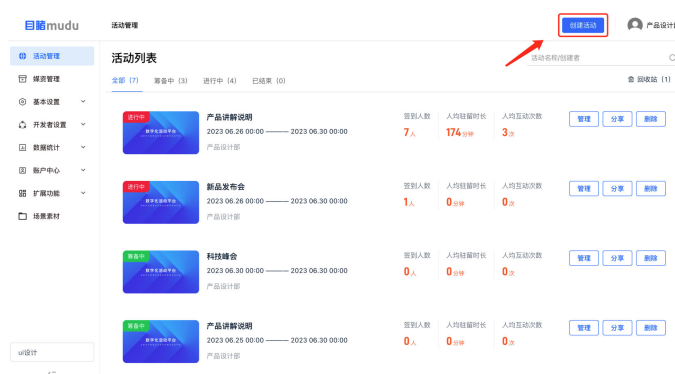 目睹mudu
活动管理
创建活动
产品设计
活动管理
媒资管理
基本设置
开发者设置
数据统计
账户中心
扩展功能
场景素材
ui设计
活动列表
活动名称/创建者
全部 (7) 筹备中 (3) 进行中 (4) 已结束 (0)
回收站 (1)
进行中
数字化活动平台
产品讲解说明
2023 06.26 00:00 —— 2023 06.30 00:00
产品设计部
签到人数 人均驻留时长 人均互动次数
7人 174分钟 3次
管理 分享 删除
进行中
数字化活动平台
新品发布会
2023 06.26 00:00 —— 2023 06.30 00:00
产品设计部
签到人数 人均驻留时长 人均互动次数
1人 0分钟 0次
管理 分享 删除
筹备中
数字化活动平台
科技峰会
2023 06.30 00:00 —— 2023 06.30 00:00
产品设计部
签到人数 人均驻留时长 人均互动次数
0人 0分钟 0次
管理 分享 删除
筹备中
数字化活动平台
产品讲解说明
2023 06.25 00:00 —— 2023 06.30 00:00
产品设计部
签到人数 人均驻留时长 人均互动次数
0人 0分钟 0次
管理 分享 删除